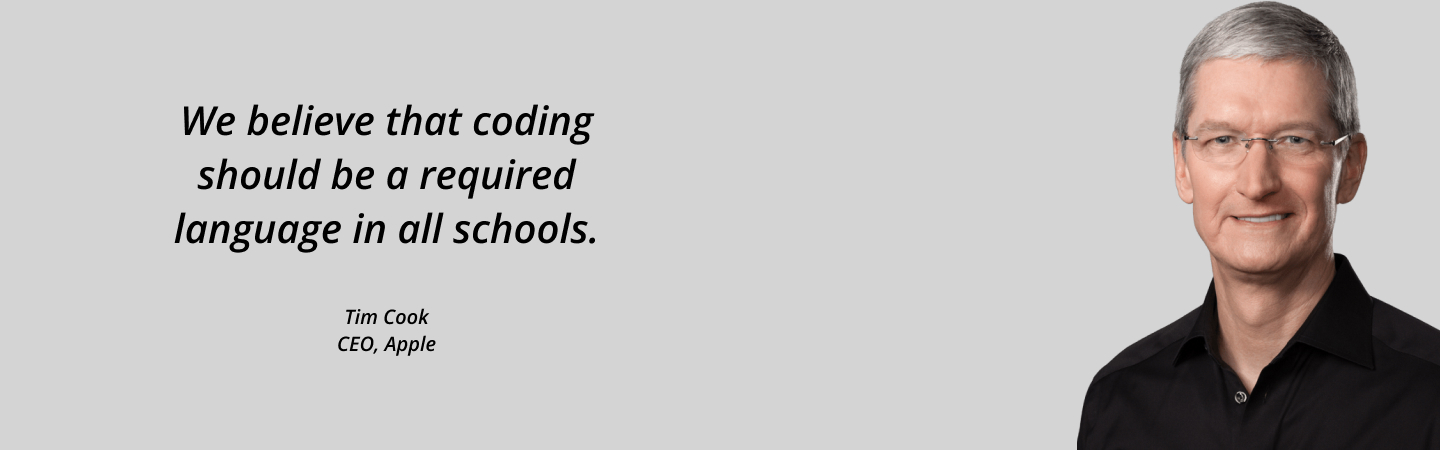 We believe that coding
should be a required
language in all schools.
Tim Cook
CEO, Apple